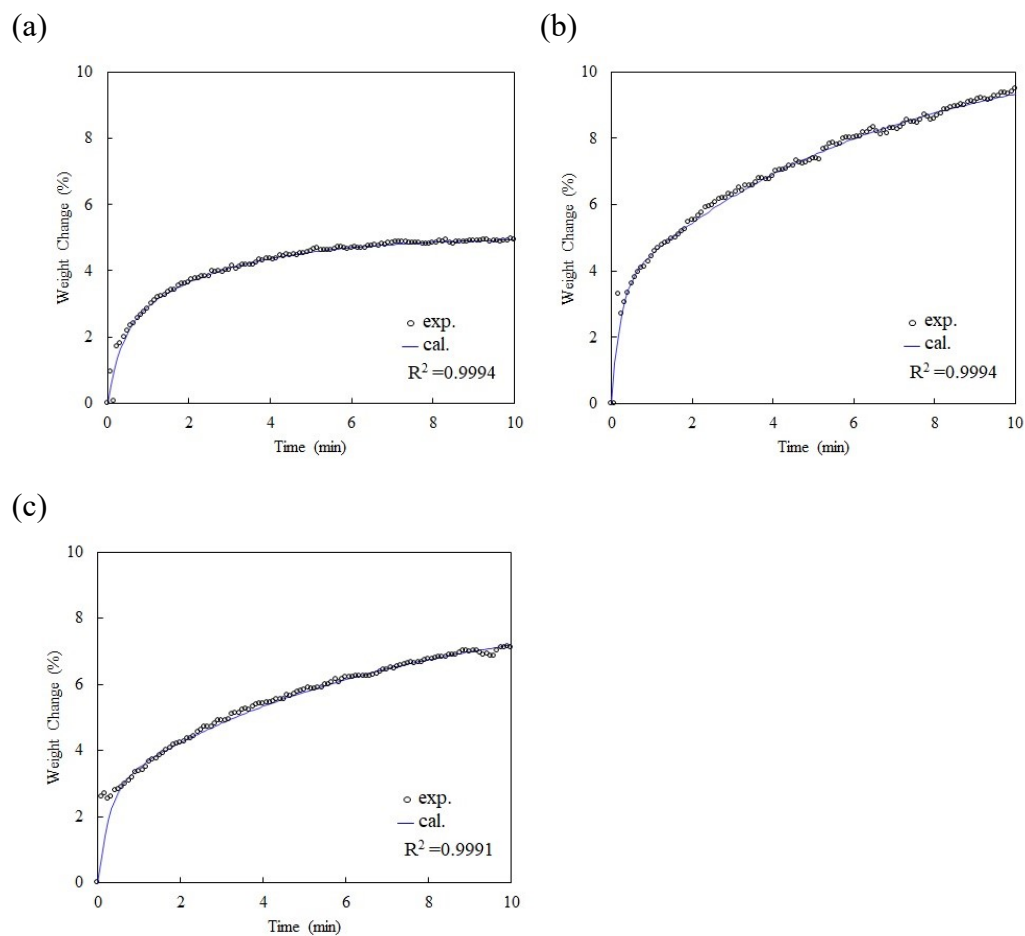 (a)
10
8
6
4
2
0
Weight Change (%)
exp.
cal.
R² =0.9994
0 2 4 6 8 10
Time (min)
(b)
10
8
6
4
2
0
Weight Change (%)
exp.
cal.
R² =0.9994
0 2 4 6 8 10
Time (min)
(c)
10
8
6
4
2
0
Weight Change (%)
exp.
cal.
R² =0.9991
0 2 4 6 8 10
Time (min)